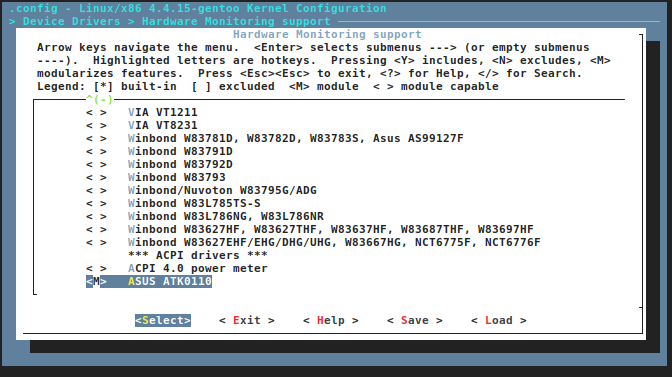 .config - Linux/x86 4.4.15-gentoo Kernel Configuration
> Device Drivers > Hardware Monitoring support
Hardware Monitoring support
Arrow keys navigate the menu.  <Enter> selects submenus ---> (or empty submenus
----).  Highlighted letters are hotkeys.  Pressing <Y> includes, <N> excludes, <M>
modularizes features.  Press <Esc><Esc> to exit, <?> for Help, </> for Search.
Legend: [*] built-in  [ ] excluded  <M> module  < > module capable
^(-)
< >   VIA VT1211
< >   VIA VT8231
< >   Winbond W83781D, W83782D, W83783S, Asus AS99127F
< >   Winbond W83791D
< >   Winbond W83792D
< >   Winbond W83793
< >   Winbond/Nuvoton W83795G/ADG
< >   Winbond W83L785TS-S
< >   Winbond W83L786NG, W83L786NR
< >   Winbond W83627HF, W83627THF, W83637HF, W83687THF, W83697HF
< >   Winbond W83627EHF/EHG/DHG/UHG, W83667HG, NCT6775F, NCT6776F
*** ACPI drivers ***
< >   ACPI 4.0 power meter
<M>   ASUS ATK0110
<Select>    < Exit >    < Help >    < Save >    < Load >